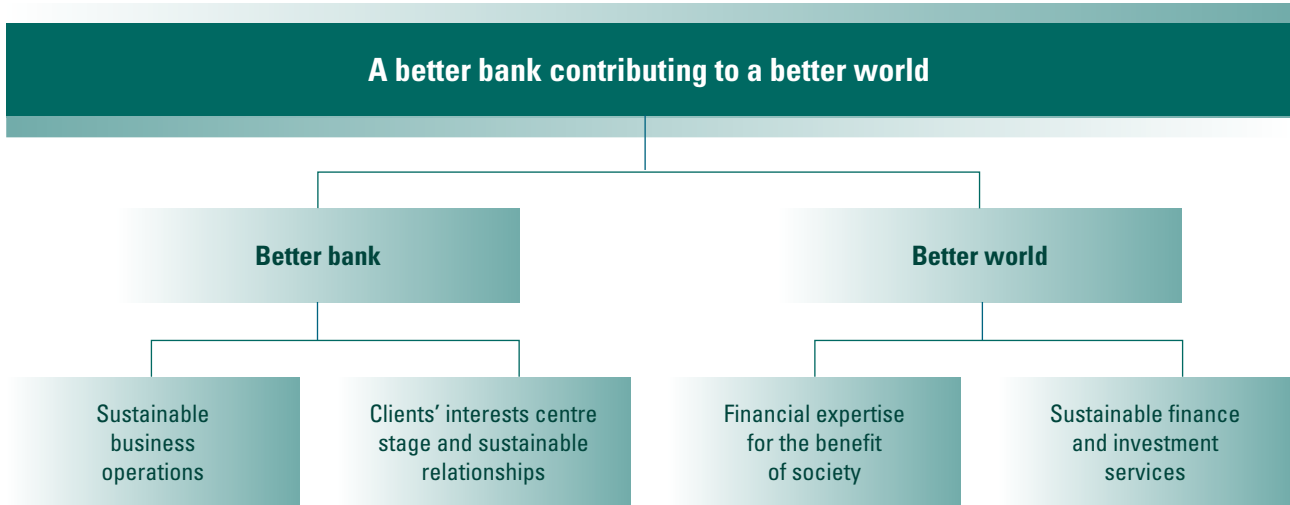 A better bank contributing to a better world
Better bank
Better world
Sustainable
business
operations
Clients’ interests centre
stage and sustainable
relationships
Financial expertise
for the benefit
of society
Sustainable finance
and investment
services